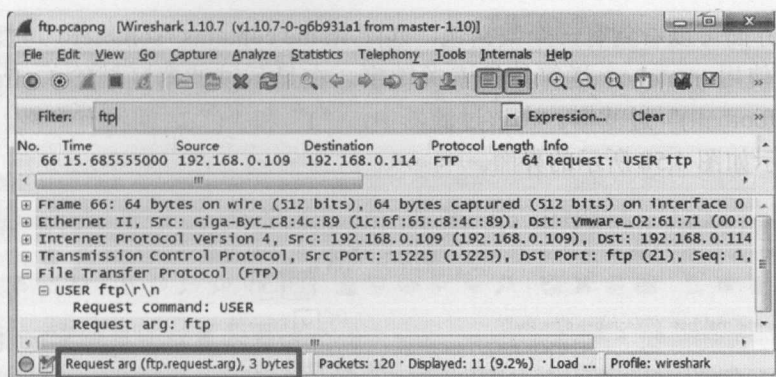 ftp.pcapng [Wireshark 1.10.7 (v1.10.7-0-g6b931a1 from master-1.10)]
File Edit View Go Capture Analyze Statistics Telephony Tools Internals Help
Filter: ftp Expression... Clear
No. Time Source Destination Protocol Length Info
66 15.685555000 192.168.0.109 192.168.0.114 FTP 64 Request: USER ftp
Frame 66: 64 bytes on wire (512 bits), 64 bytes captured (512 bits) on interface 0
Ethernet II, Src: Giga-Byt_c8:4c:89 (1c:6f:65:c8:4c:89), Dst: Vmware_02:61:71 (00:0
Internet Protocol Version 4, Src: 192.168.0.109 (192.168.0.109), Dst: 192.168.0.114
Transmission Control Protocol, Src Port: 15225 (15225), Dst Port: ftp (21), Seq: 1,
File Transfer Protocol (FTP)
USER ftp\r\n
Request command: USER
Request arg: ftp
Request arg (ftp.request.arg), 3 bytes Packets: 120 · Displayed: 11 (9.2%) · Load ... Profile: wireshark